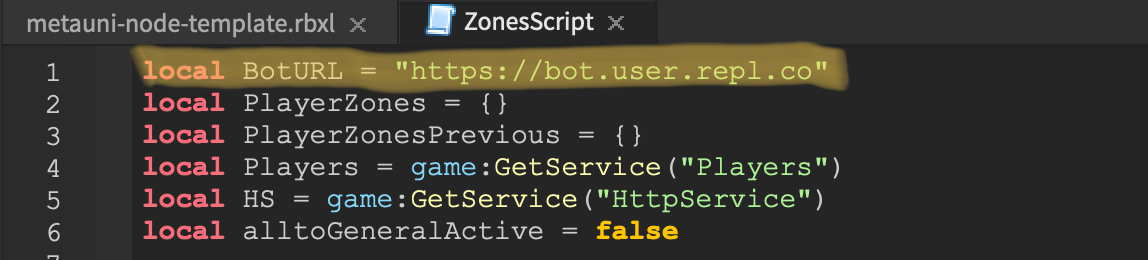 metauni-node-template.rbxl × ZonesScript ×
1 local BotURL = "https://bot.user.repl.co"
2 local PlayerZones = {}
3 local PlayerZonesPrevious = {}
4 local Players = game:GetService("Players")
5 local HS = game:GetService("HttpService")
6 local alltoGeneralActive = false